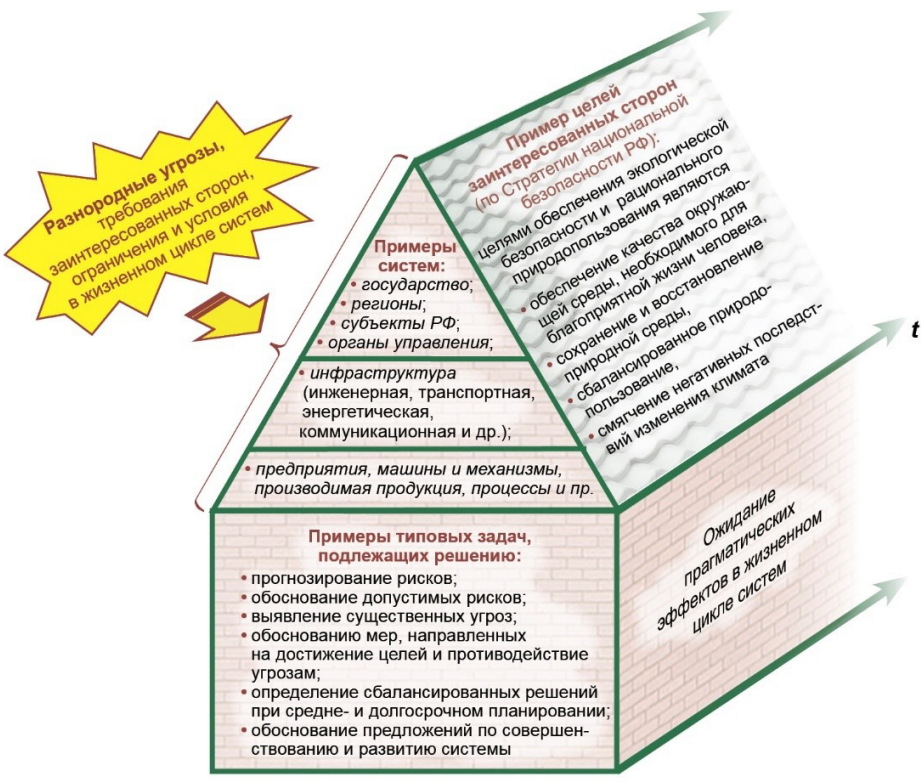 Разнородные угрозы,
требования
заинтересованных сторон,
ограничения и условия
в жизненном цикле систем
Примеры
систем:
• государство;
• регионы;
• субъекты РФ;
• органы управления;
• инфраструктура
(инженерная, транспортная,
энергетическая,
коммуникационная и др.);
• предприятия, машины и механизмы,
производимая продукция, процессы и пр.
Примеры типовых задач,
подлежащих решению:
• прогнозирование рисков;
• обоснование допустимых рисков;
• выявление существенных угроз;
• обоснованию мер, направленных
на достижение целей и противодействие
угрозам;
• определение сбалансированных решений
при средне- и долгосрочном планировании;
• обоснование предложений по совершен-
ствованию и развитию системы
Пример целей
заинтересованных сторон
(по Стратегии национальной
безопасности РФ):
целями обеспечения экологической
безопасности и рационального
природопользования являются
• обеспечение качества окружаю-
щей среды, необходимого для
благоприятной жизни человека,
• сохранение и восстановление
природной среды,
• сбалансированное природо-
пользование,
• смягчение негативных последст-
вий изменения климата
t
Ожидание
прагматических
эффектов в жизненном
цикле систем